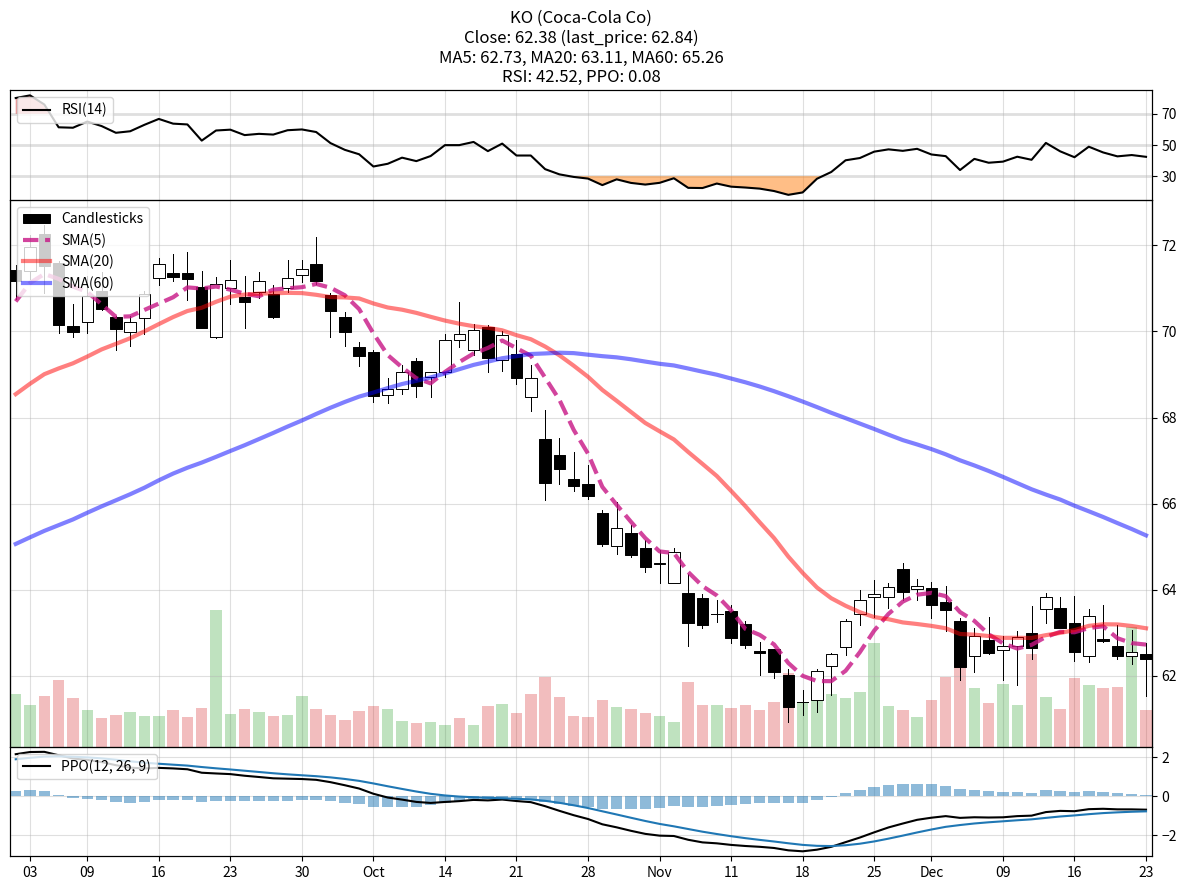 KO (Coca-Cola Co)
Close: 62.38 (last_price: 62.84)
MA5: 62.73, MA20: 63.11, MA60: 65.26
RSI: 42.52, PPO: 0.08
RSI(14)
70
50
30
Candlesticks
SMA(5)
SMA(20)
SMA(60)
72
70
68
66
64
62
PPO(12, 26, 9)
2
0
−2
03 09 16 23 30 Oct 14 21 28 Nov 11 18 25 Dec 09 16 23